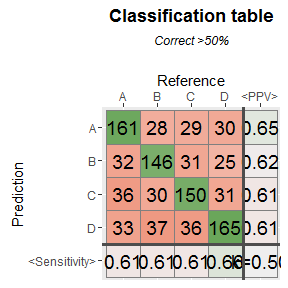 Classification table
Correct >50%
Reference
A B C D <PPV>
A 161 28 29 30 0.65
B 32 146 31 25 0.62
C 36 30 150 31 0.61
D 33 37 36 165 0.61
Prediction
<Sensitivity> 0.61 0.61 0.61 0.66